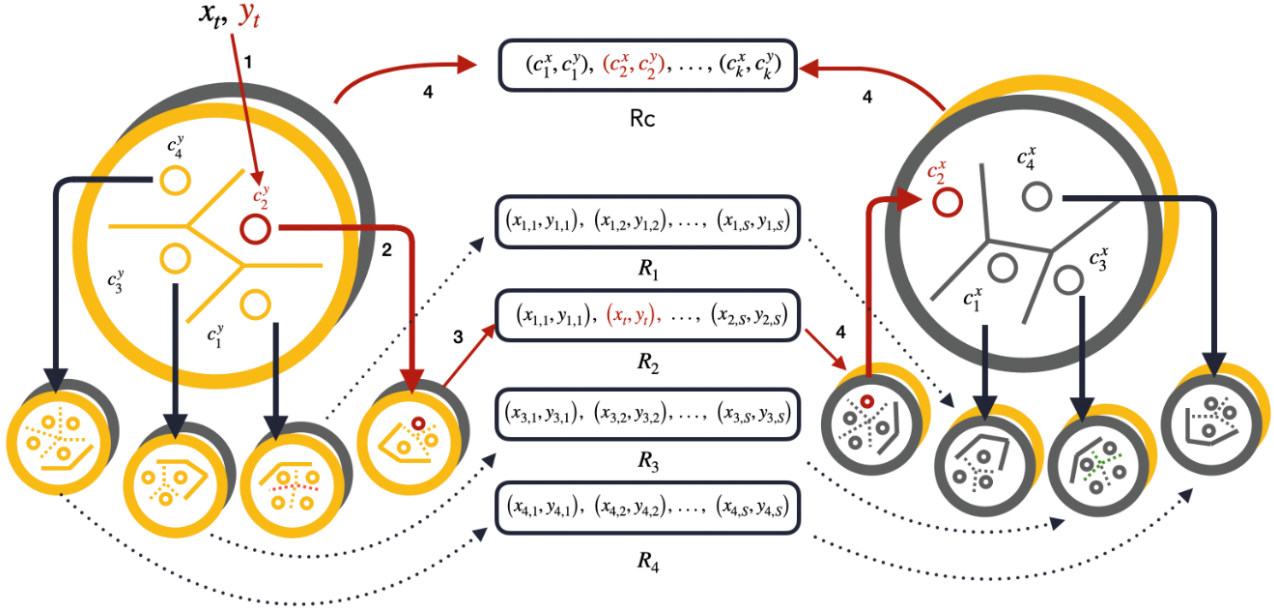 x_t, y_t
1
4
(c_1^x, c_1^y), (c_2^x, c_2^y), . . . , (c_k^x, c_k^y)
4
Rc
c_4^y
c_2^y
c_3^y
c_1^y
2
(x_{1,1}, y_{1,1}), (x_{1,2}, y_{1,2}), . . . , (x_{1,S}, y_{1,S})
R_1
3
(x_{1,1}, y_{1,1}), (x_t, y_t), . . . , (x_{2,S}, y_{2,S})
4
R_2
(x_{3,1}, y_{3,1}), (x_{3,2}, y_{3,2}), . . . , (x_{3,S}, y_{3,S})
R_3
(x_{4,1}, y_{4,1}), (x_{4,2}, y_{4,2}), . . . , (x_{4,S}, y_{4,S})
R_4
c_2^x
c_4^x
c_1^x
c_3^x